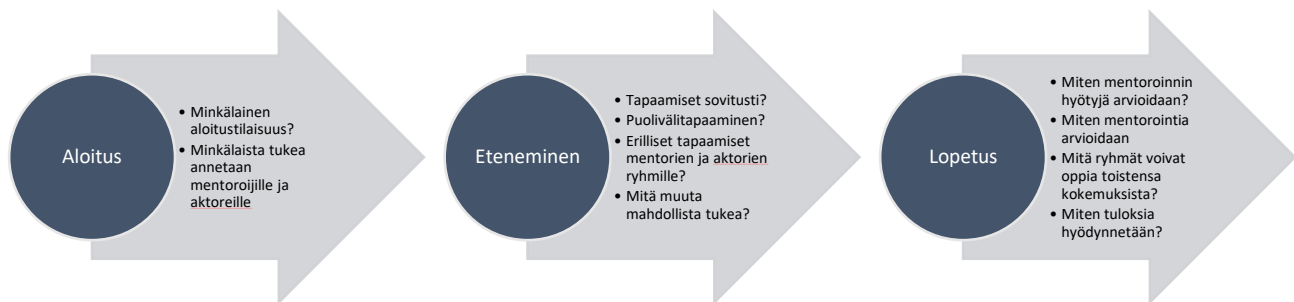 Aloitus
• Minkälainen
aloitustilaisuus?
• Minkälaista tukea
annetaan
mentoroijille ja
aktoreille
Eteneminen
• Tapaamiset sovitusti?
• Puolivälitapaaminen?
• Erilliset tapaamiset
mentorien ja aktorien
ryhmille?
• Mitä muuta
mahdollista tukea?
Lopetus
• Miten mentoroinnin
hyötyjä arvioidaan?
• Miten mentorointia
arvioidaan
• Mitä ryhmät voivat
oppia toistensa
kokemuksista?
• Miten tuloksia
hyödynnetään?